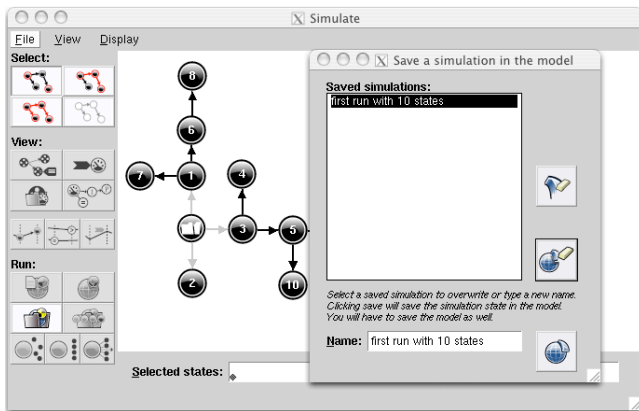 Simulate
File View Display
Select:
View:
Run:
8
6
7 1 4
3 5
2 10
Selected states:
Save a simulation in the model
Saved simulations:
first run with 10 states
Select a saved simulation to overwrite or type a new name.
Clicking save will save the simulation state in the model.
You will have to save the model as well.
Name: first run with 10 states